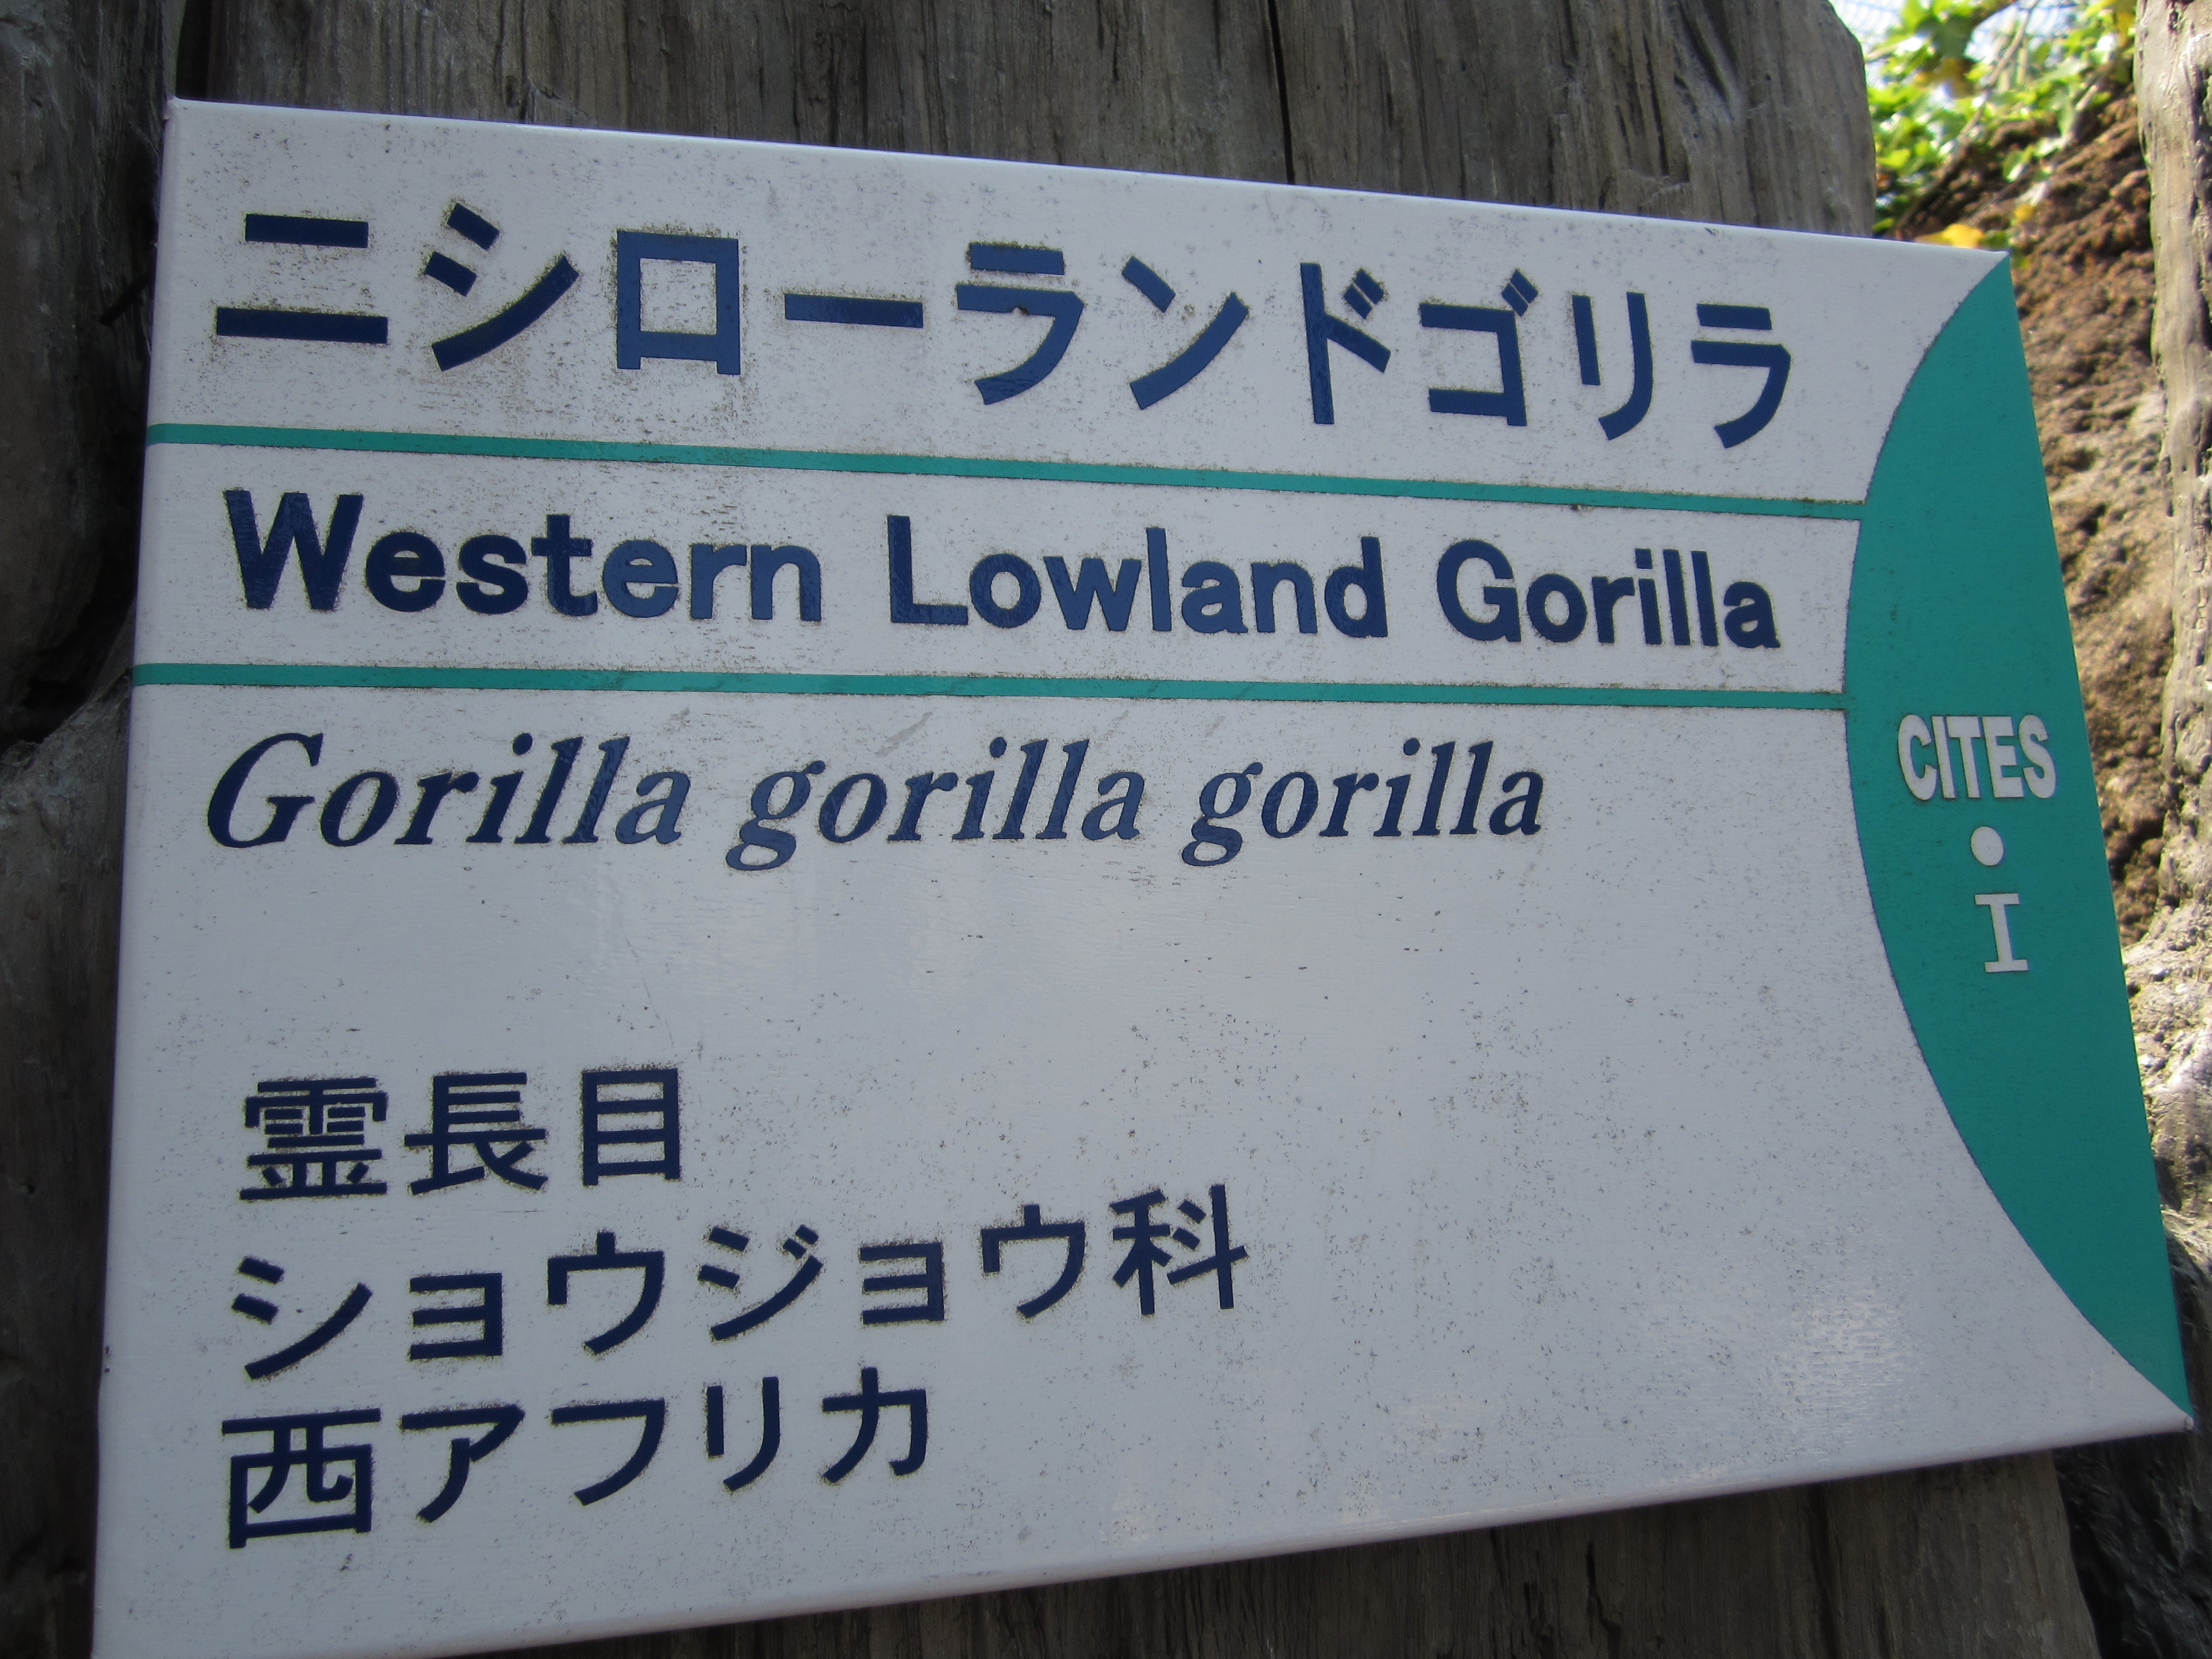 ニシローランドゴリラ
Western Lowland Gorilla
Gorilla gorilla gorilla
CITES
・
I
霊長目
ショウジョウ科
西アフリカ